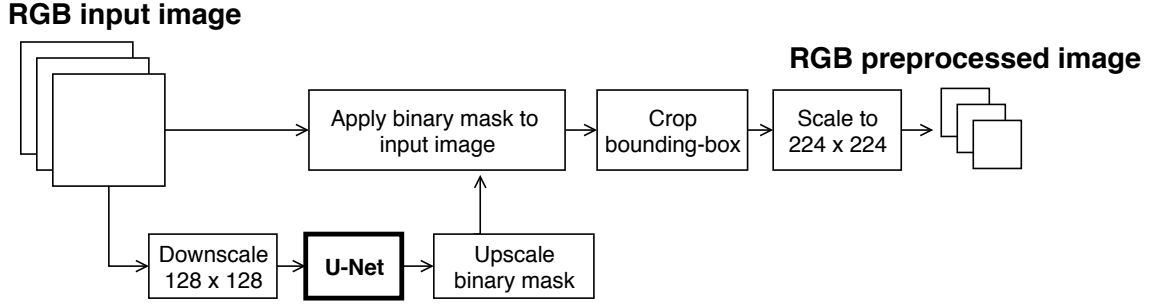 RGB input image
RGB preprocessed image
Apply binary mask to
input image
Crop
bounding-box
Scale to
224 x 224
Downscale
128 x 128
U-Net
Upscale
binary mask